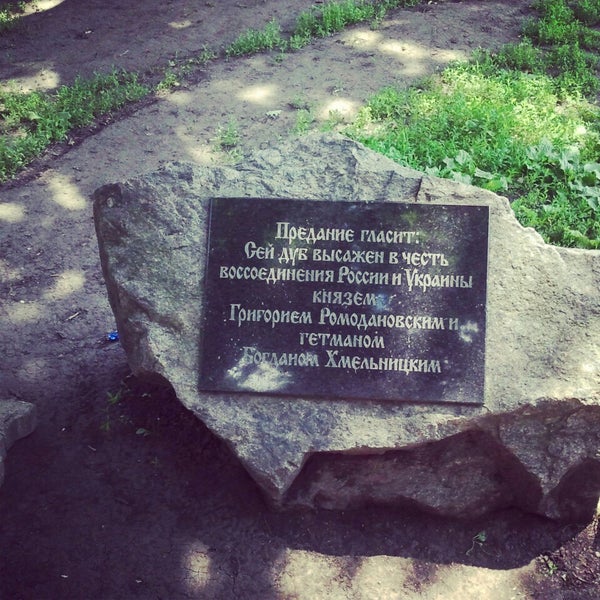 Предание гласит:
Сей дуб высажен в честь
воссоединения России и Украины
князем
Григорием Ромодановским и
гетманом
Богданом Хмельницким